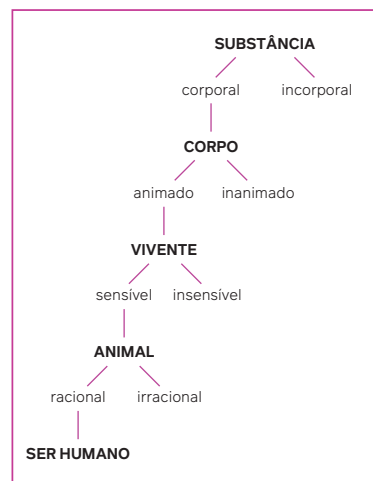 SUBSTÂNCIA
corporal incorporal
CORPO
animado inanimado
VIVENTE
sensível insensível
ANIMAL
racional irracional
SER HUMANO